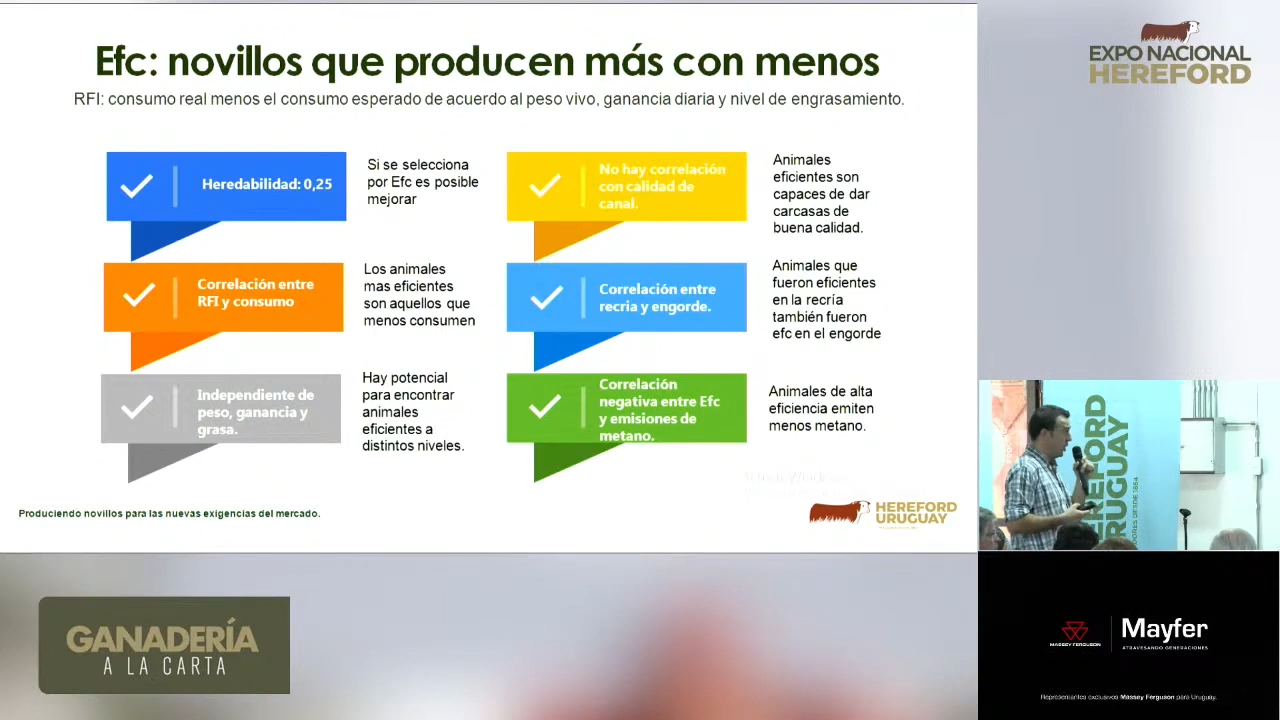 Efc: novillos que producen más con menos
RFI: consumo real menos el consumo esperado de acuerdo al peso vivo, ganancia diaria y nivel de engrasamiento.
Heredabilidad: 0,25
Si se selecciona
por Efc es posible
mejorar
Correlación entre
RFI y consumo
Los animales
mas eficientes
son aquellos que
menos consumen
Independiente de
peso, ganancia y
grasa.
Hay potencial
para encontrar
animales
eficientes a
distintos niveles.
No hay correlación
con calidad de
canal.
Animales
eficientes son
capaces de dar
carcasas de
buena calidad.
Correlación entre
recria y engorde.
Animales que
fueron eficientes
en la recría
también fueron
efc en el engorde
Correlación
negativa entre Efc
y emisiones de
metano.
Animales de alta
eficiencia emiten
menos metano.
Produciendo novillos para las nuevas exigencias del mercado.
HEREFORD
URUGUAY
EXPO NACIONAL
HEREFORD
EREFORD
URUGUAY
DORES DESDE 1864
GANADERÍA
A LA CARTA
MASSEY FERGUSON
Mayfer
ATRAVESANDO GENERACIONES
Representantes exclusivos Massey Ferguson para Uruguay.